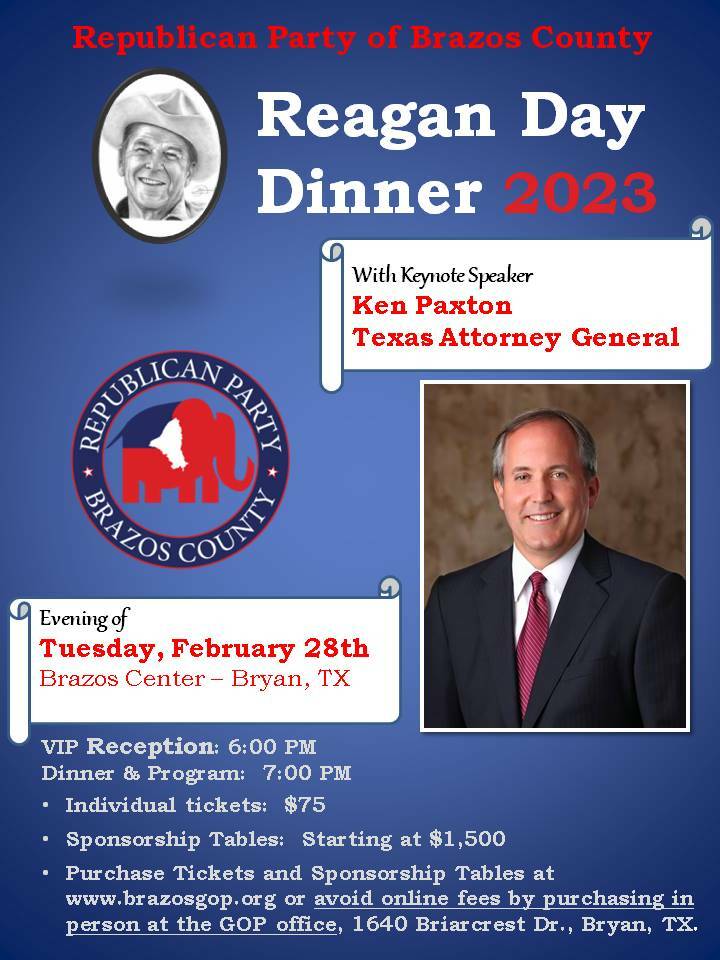 Republican Party of Brazos County
Reagan Day
Dinner 2023
With Keynote Speaker
Ken Paxton
Texas Attorney General
REPUBLICAN PARTY
BRAZOS COUNTY
Evening of
Tuesday, February 28th
Brazos Center – Bryan, TX
VIP Reception: 6:00 PM
Dinner & Program: 7:00 PM
• Individual tickets: $75
• Sponsorship Tables: Starting at $1,500
• Purchase Tickets and Sponsorship Tables at
www.brazosgop.org or avoid online fees by purchasing in
person at the GOP office, 1640 Briarcrest Dr., Bryan, TX.